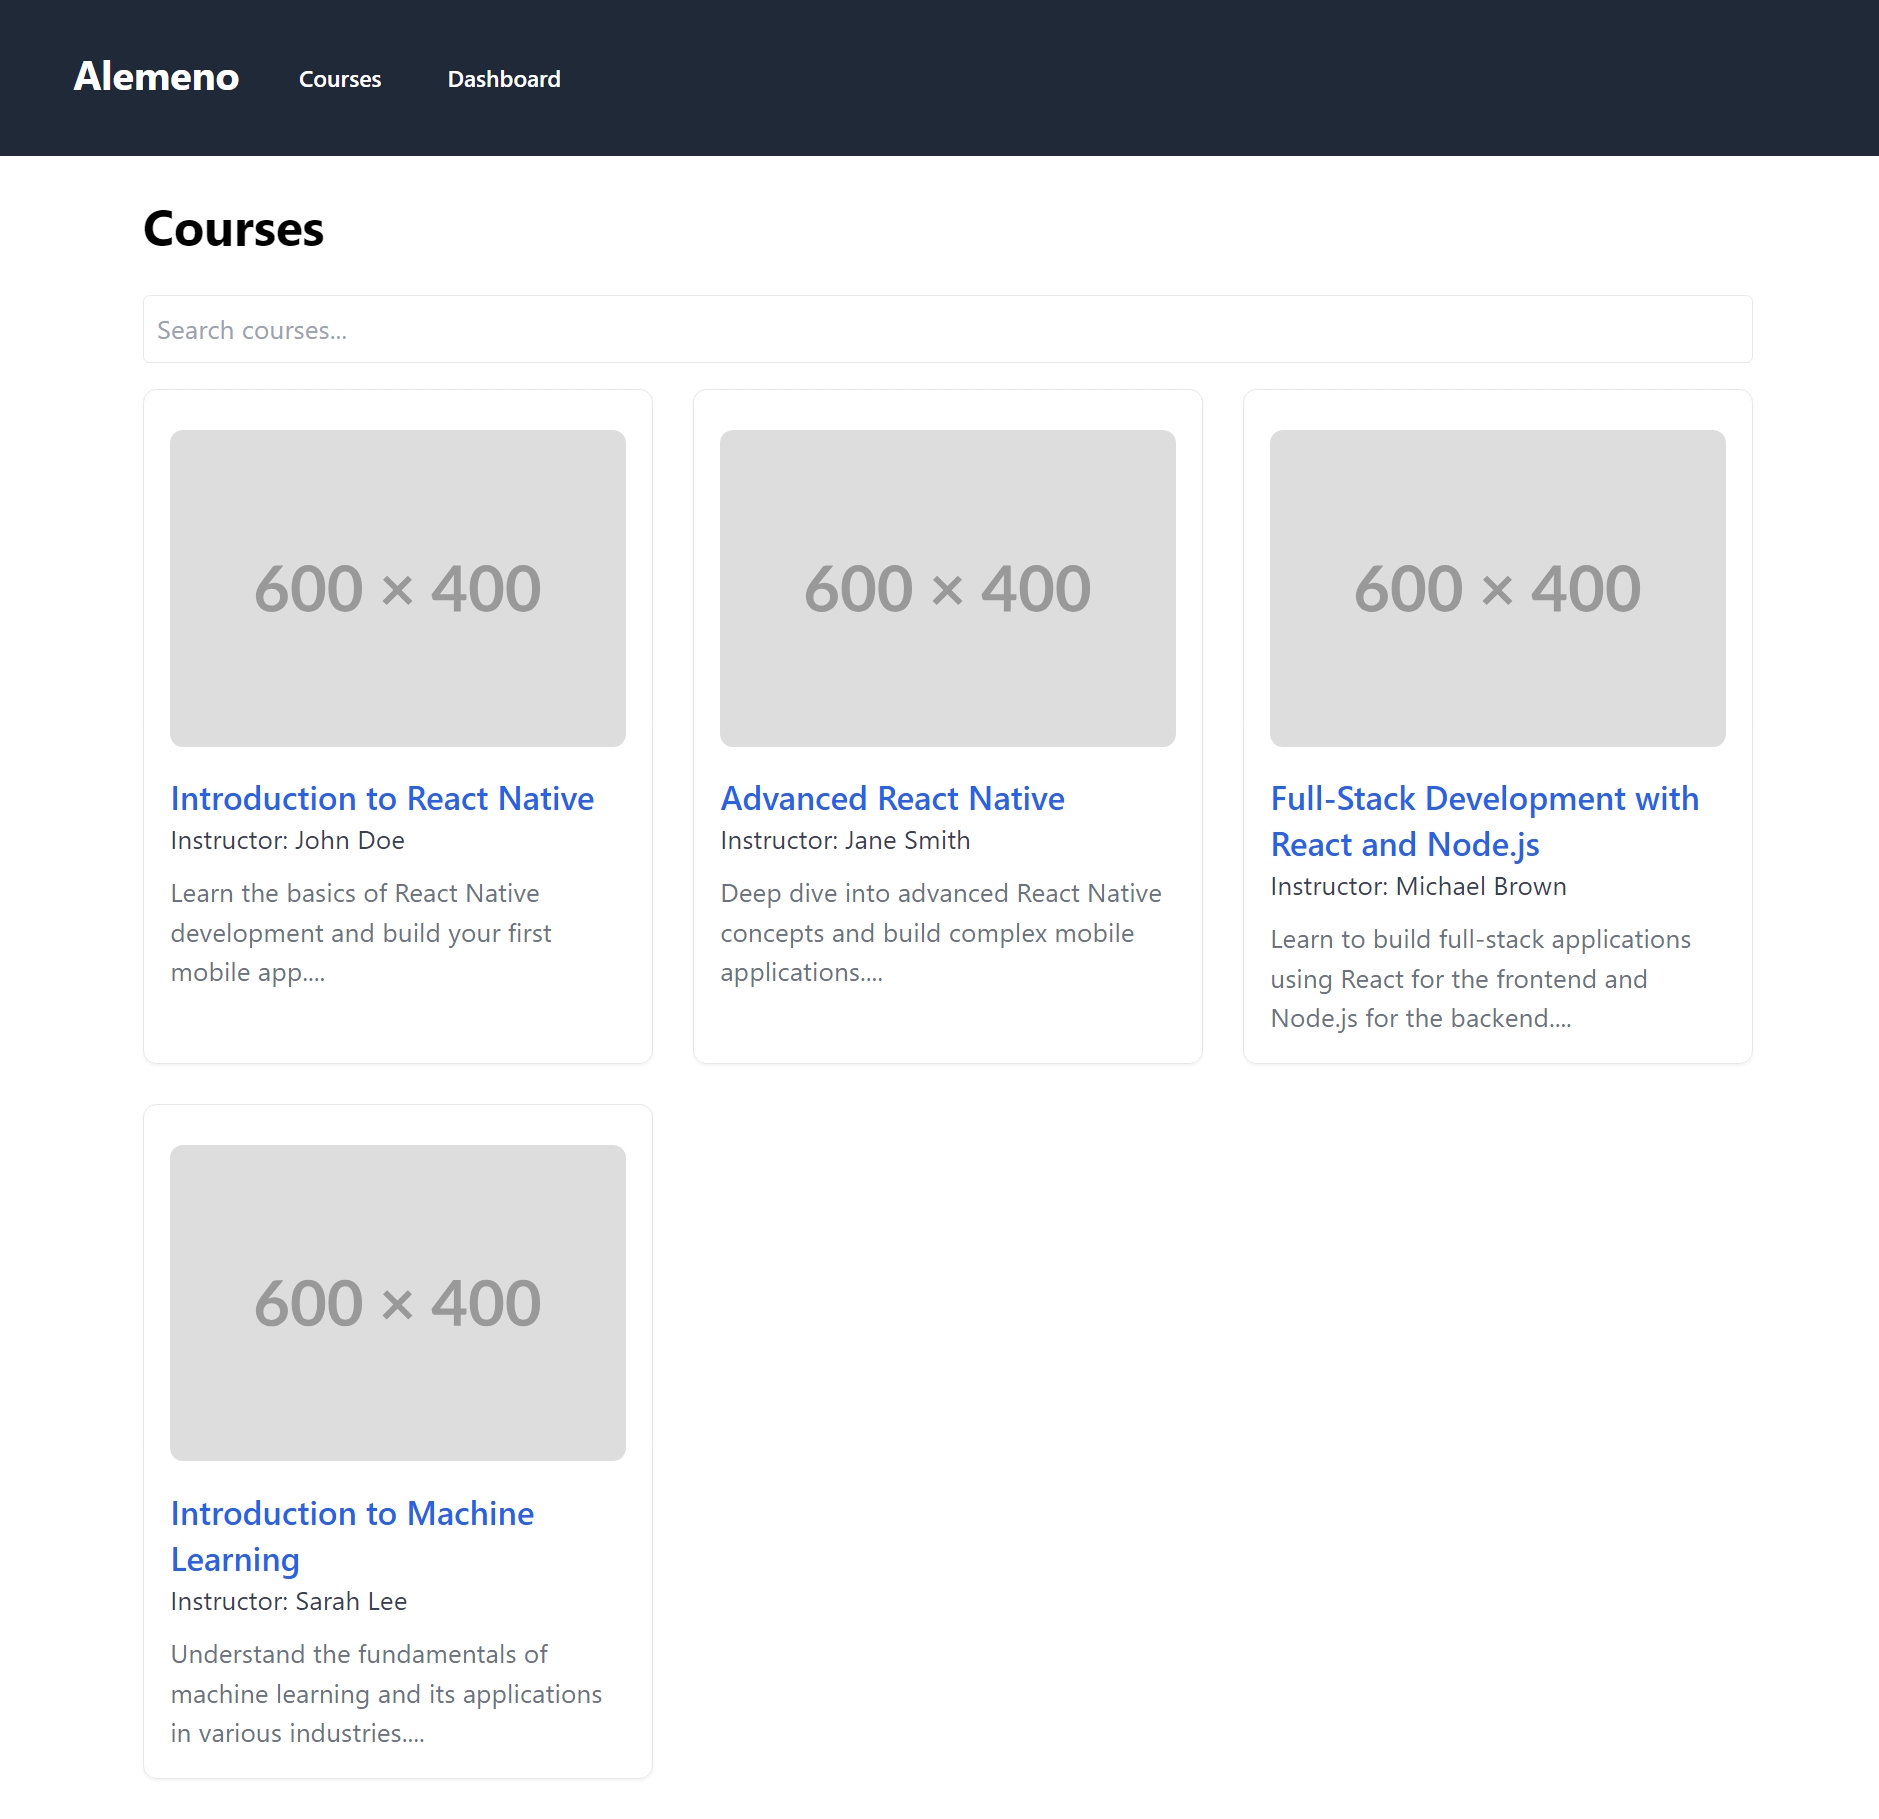 Alemeno Courses Dashboard
Courses
Search courses...
600 × 400
Introduction to React Native
Instructor: John Doe
Learn the basics of React Native
development and build your first
mobile app....
600 × 400
Advanced React Native
Instructor: Jane Smith
Deep dive into advanced React Native
concepts and build complex mobile
applications....
600 × 400
Full-Stack Development with
React and Node.js
Instructor: Michael Brown
Learn to build full-stack applications
using React for the frontend and
Node.js for the backend....
600 × 400
Introduction to Machine
Learning
Instructor: Sarah Lee
Understand the fundamentals of
machine learning and its applications
in various industries....